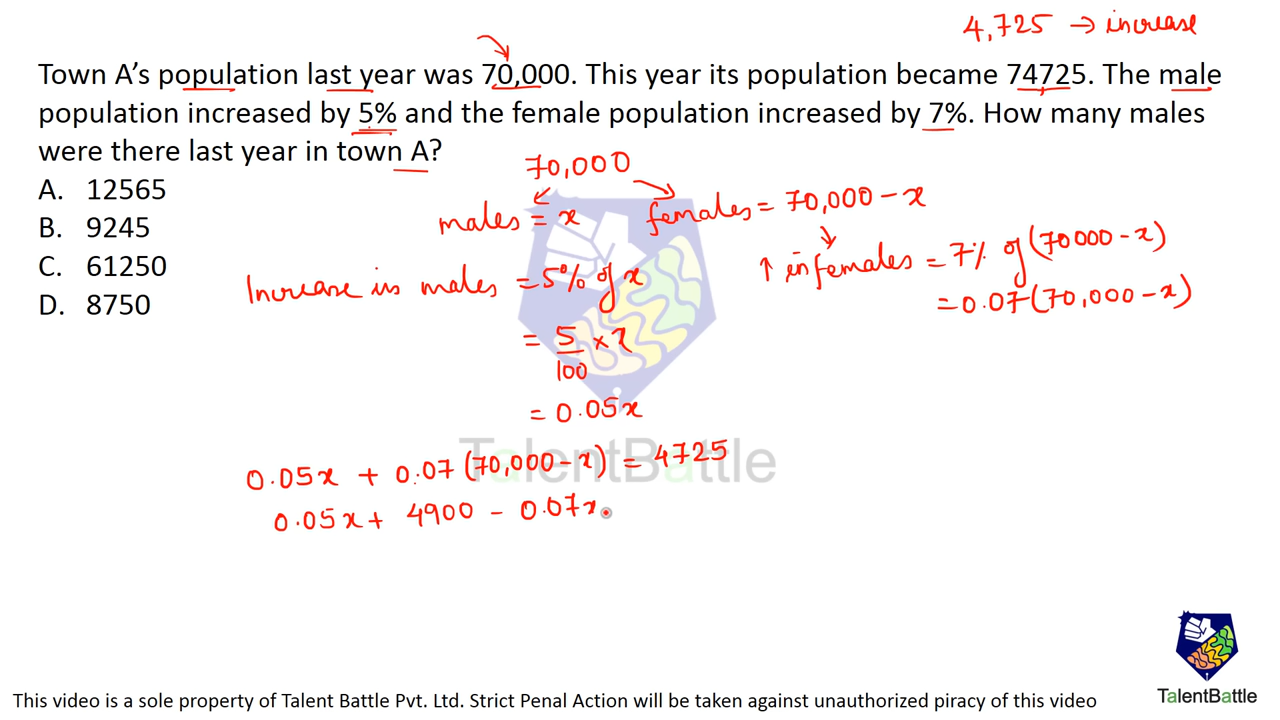 4,725 → increase
Town A's population last year was 70,000. This year its population became 74725. The male
population increased by 5% and the female population increased by 7%. How many males
were there last year in town A?
A. 12565
B. 9245
C. 61250
D. 8750
70,000
males = x
females = 70,000 - x
Increase in males = 5% of x
= 5/100 × x
= 0.05x
↑ in females = 7% of (70000 - x)
= 0.07(70,000 - x)
0.05x + 0.07(70,000 - x) = 4725
0.05x + 4900 - 0.07x
TalentBattle
TalentBattle
This video is a sole property of Talent Battle Pvt. Ltd. Strict Penal Action will be taken against unauthorized piracy of this video